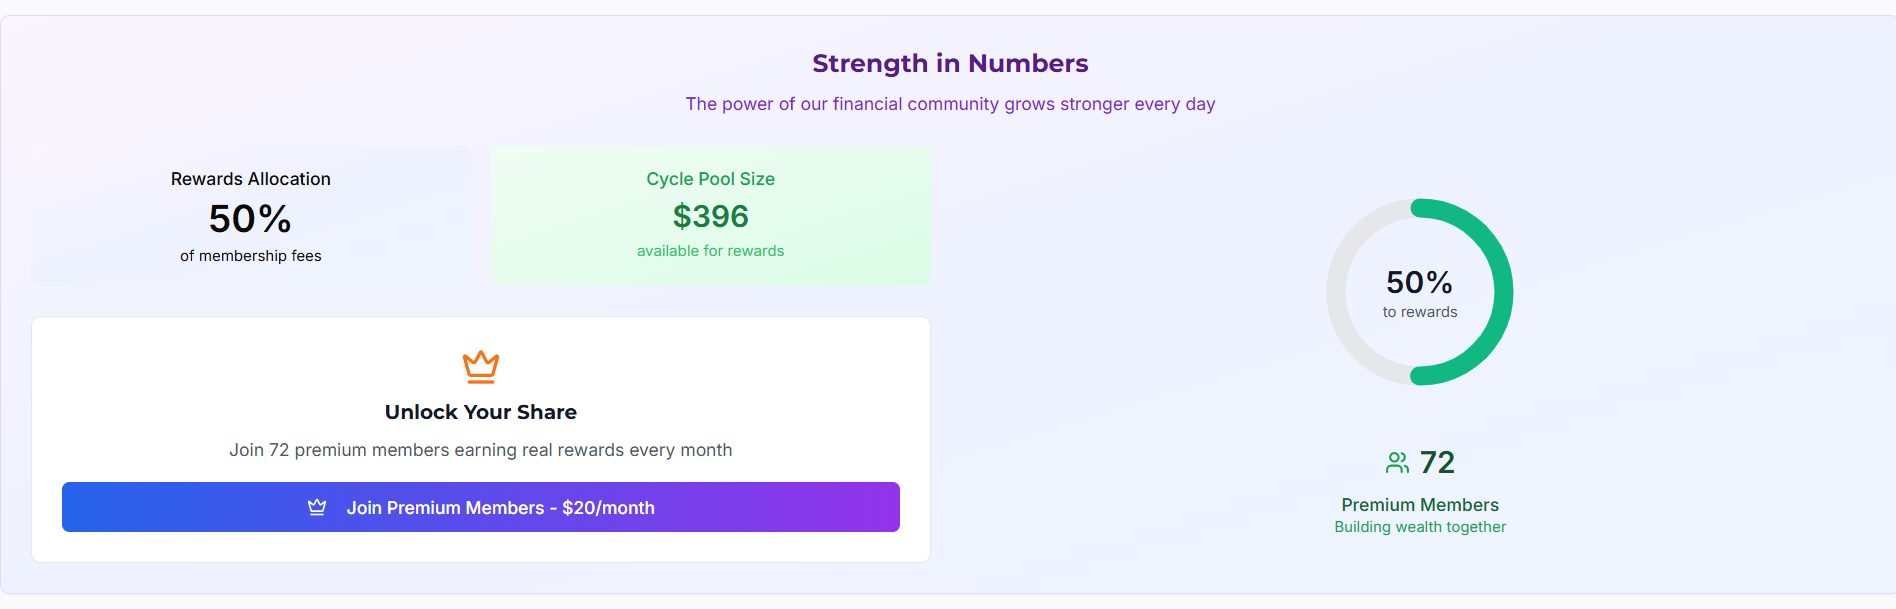 Strength in Numbers
The power of our financial community grows stronger every day
Rewards Allocation
50%
of membership fees
Cycle Pool Size
$396
available for rewards
Unlock Your Share
Join 72 premium members earning real rewards every month
Join Premium Members - $20/month
50%
to rewards
72
Premium Members
Building wealth together